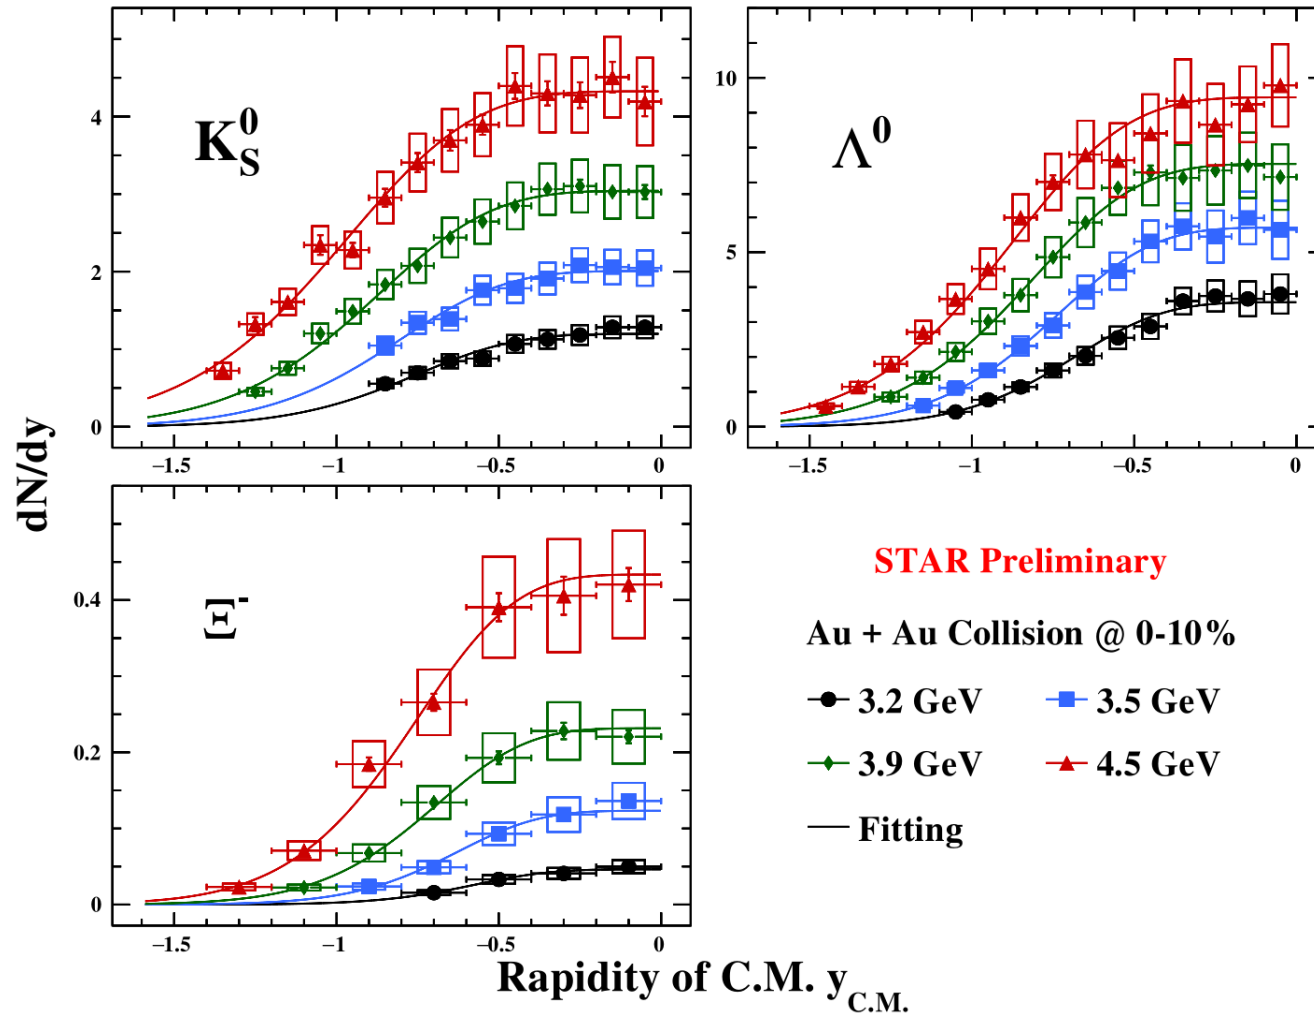 K⁰_S
4
2
0
−1.5 −1 −0.5 0
Λ⁰
10
5
0
−1.5 −1 −0.5 0
dN/dy
Ξ⁻
0.4
0.2
0
−1.5 −1 −0.5 0
STAR Preliminary
Au + Au Collision @ 0-10%
3.2 GeV 3.5 GeV
3.9 GeV 4.5 GeV
Fitting
Rapidity of C.M. y_C.M.